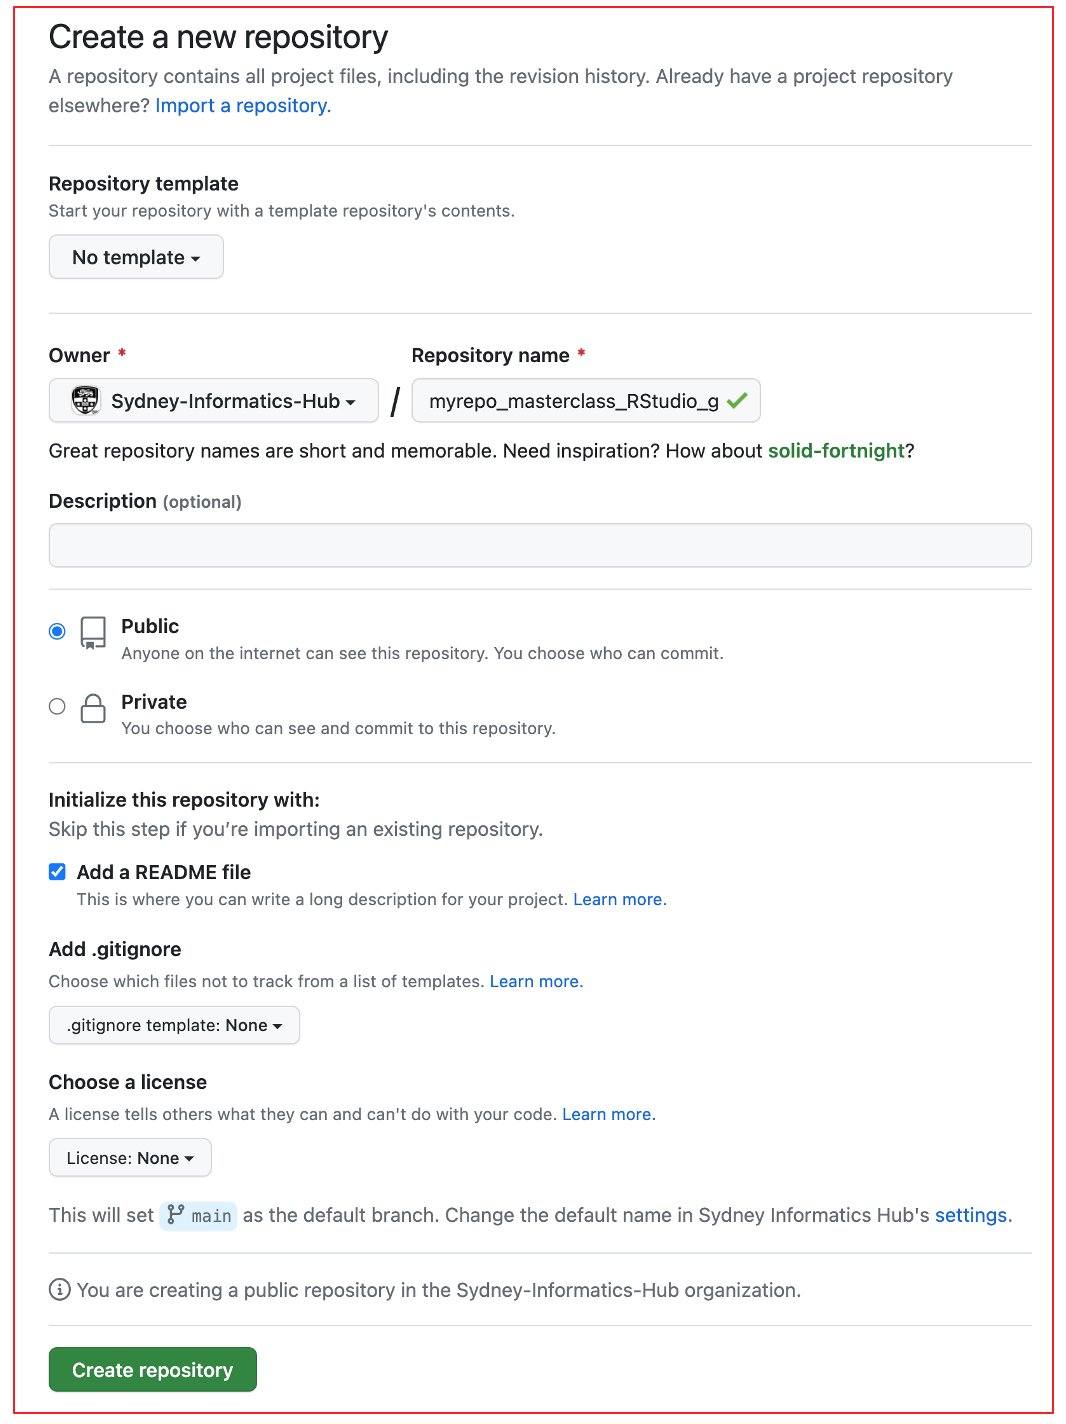 Create a new repository
A repository contains all project files, including the revision history. Already have a project repository
elsewhere? Import a repository.
Repository template
Start your repository with a template repository's contents.
No template
Owner * Repository name *
Sydney-Informatics-Hub / myrepo_masterclass_RStudio_g
Great repository names are short and memorable. Need inspiration? How about solid-fortnight?
Description (optional)
Public
Anyone on the internet can see this repository. You choose who can commit.
Private
You choose who can see and commit to this repository.
Initialize this repository with:
Skip this step if you’re importing an existing repository.
Add a README file
This is where you can write a long description for your project. Learn more.
Add .gitignore
Choose which files not to track from a list of templates. Learn more.
.gitignore template: None
Choose a license
A license tells others what they can and can't do with your code. Learn more.
License: None
This will set main as the default branch. Change the default name in Sydney Informatics Hub's settings.
You are creating a public repository in the Sydney-Informatics-Hub organization.
Create repository